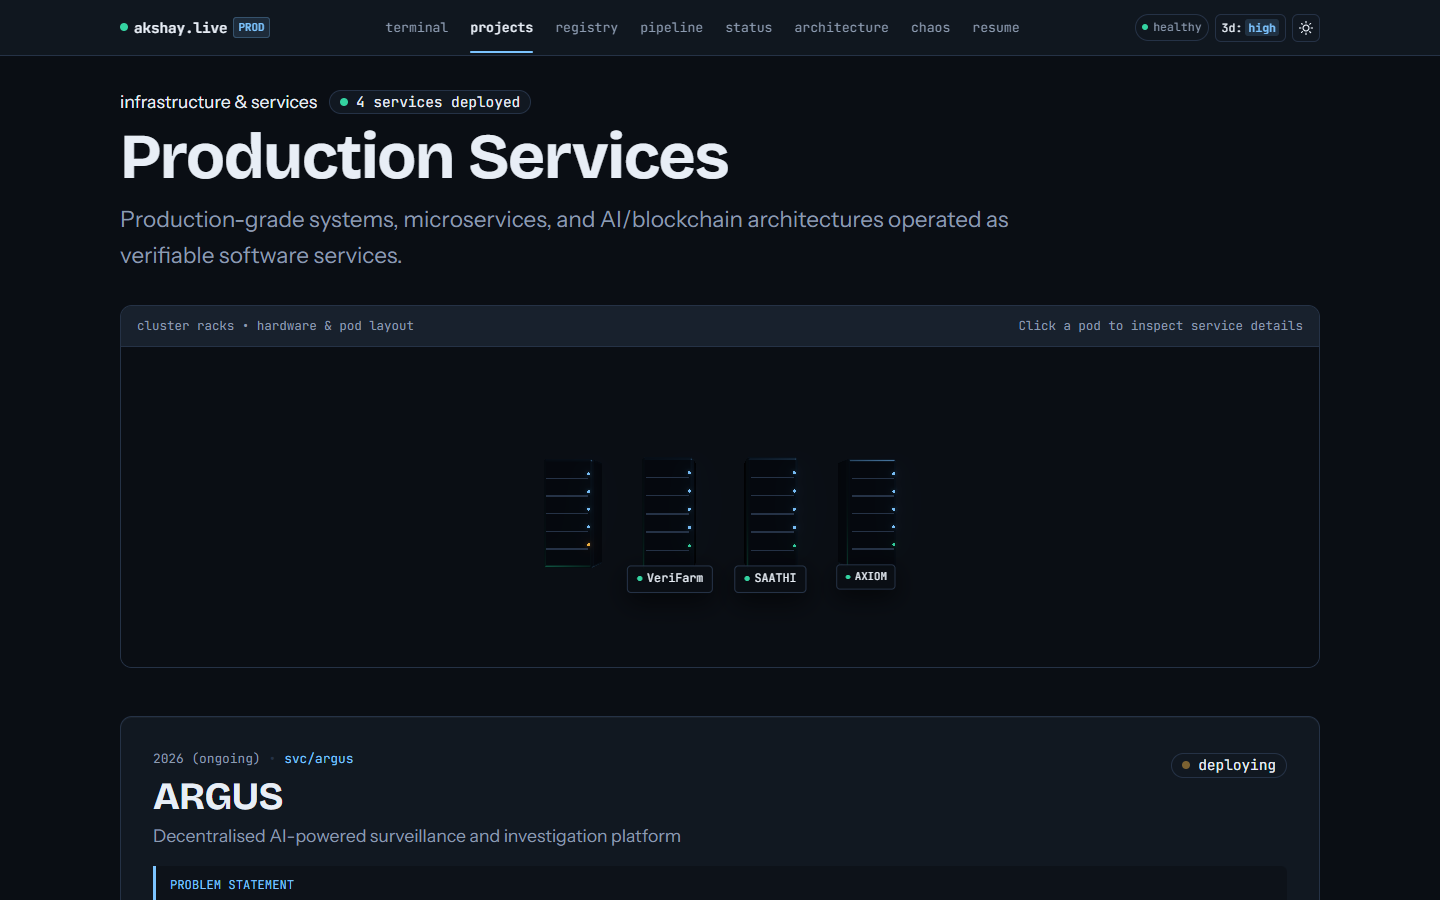 akshay.live PROD
terminal projects registry pipeline status architecture chaos resume
healthy
3d: high
infrastructure & services
4 services deployed
Production Services
Production-grade systems, microservices, and AI/blockchain architectures operated as
verifiable software services.
cluster racks • hardware & pod layout
Click a pod to inspect service details
VeriFarm
SAATHI
AXIOM
2026 (ongoing) · svc/argus
deploying
ARGUS
Decentralised AI-powered surveillance and investigation platform
PROBLEM STATEMENT